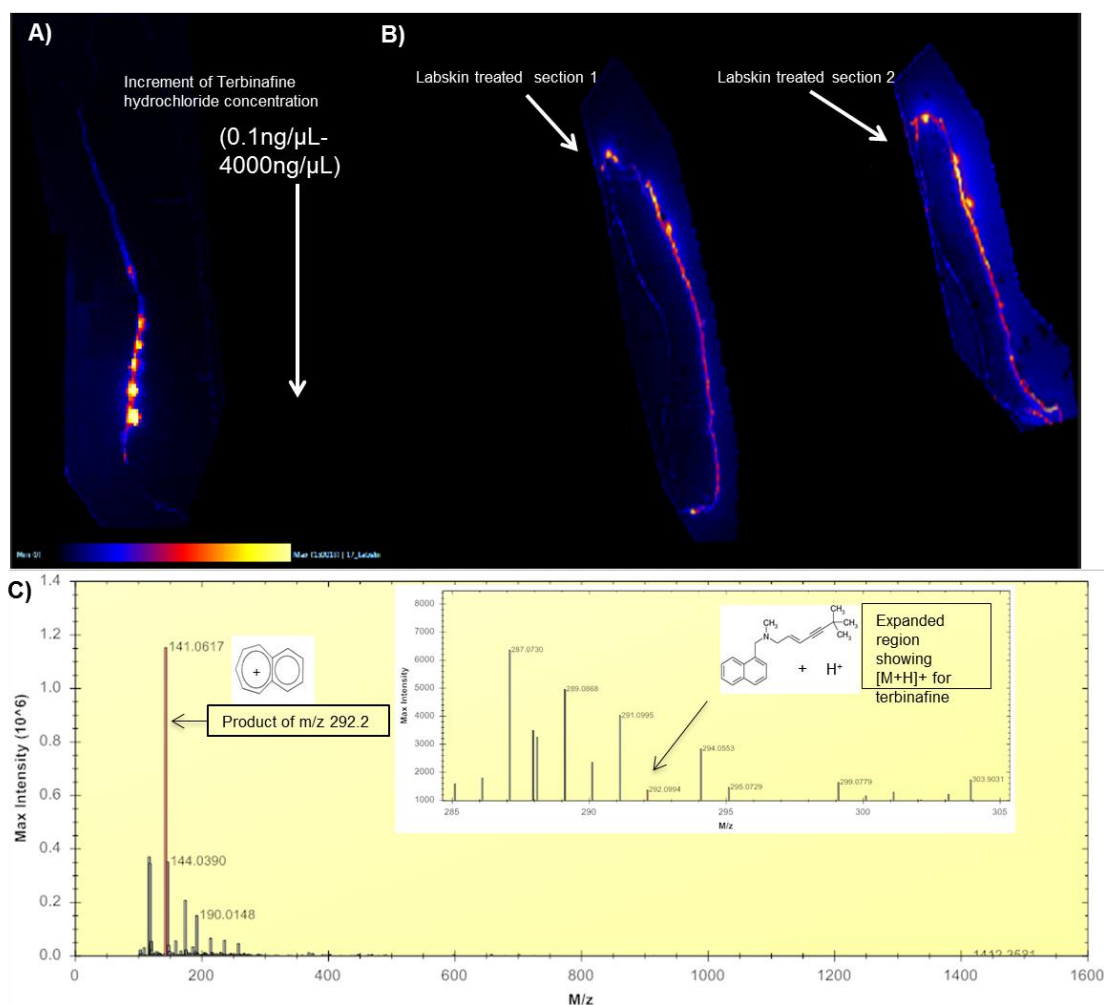 A)
Increment of Terbinafine
hydrochloride concentration
(0.1ng/µL-
4000ng/µL)
B)
Labskin treated section 1
Labskin treated section 2
C)
1.4
1.2
1.0
0.8
0.6
0.4
0.2
0.0
Max Intensity (10^6)
141.0617
+
Product of m/z 292.2
144.0390
190.0148
0
200
400
600
800
1000
1200
1400
1600
M/z
8000
7000
6000
5000
4000
3000
2000
1000
Max Intensity
287.0730
289.0868
291.0995
292.0994
294.0553
295.0729
299.0779
303.9031
285
290
295
300
305
M/z
CH₃
N
CH₃
CH₃
CH₃
+ H⁺
Expanded
region
showing
[M+H]+ for
terbinafine